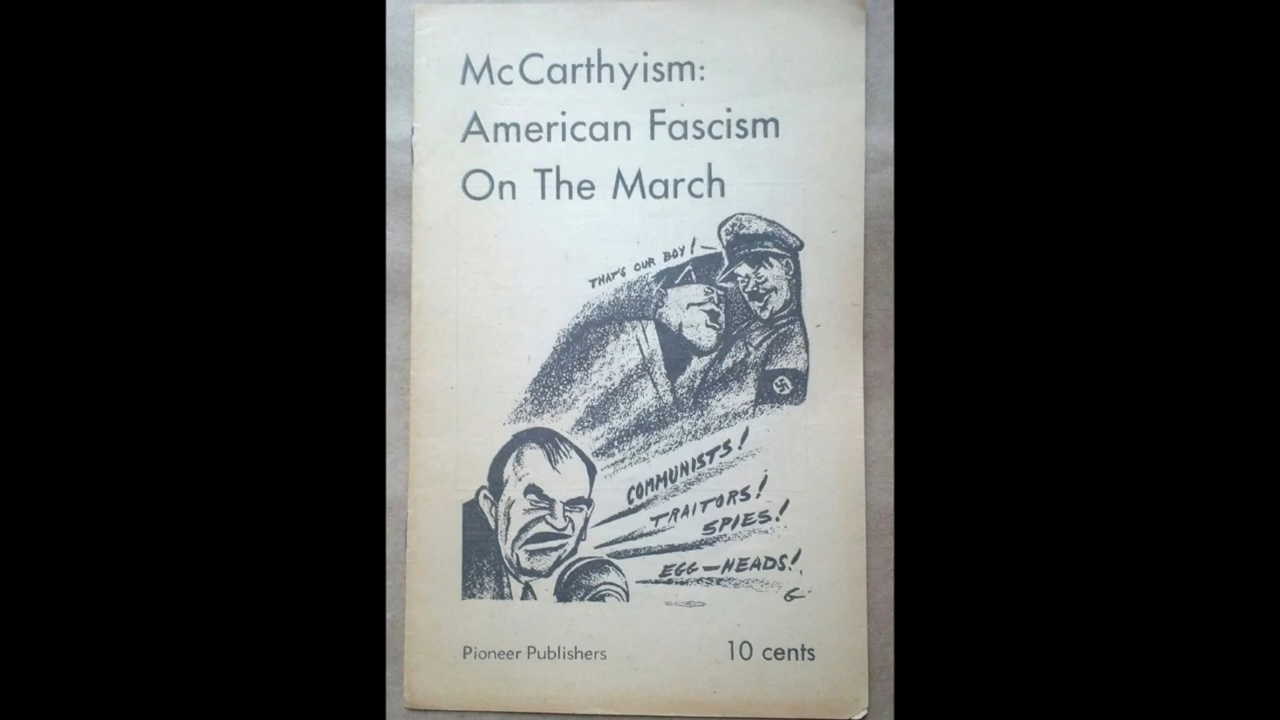 McCarthyism:
American Fascism
On The March
THAT'S OUR BOY!
COMMUNISTS!
TRAITORS!
SPIES!
EGG-HEADS!
G
Pioneer Publishers
10 cents